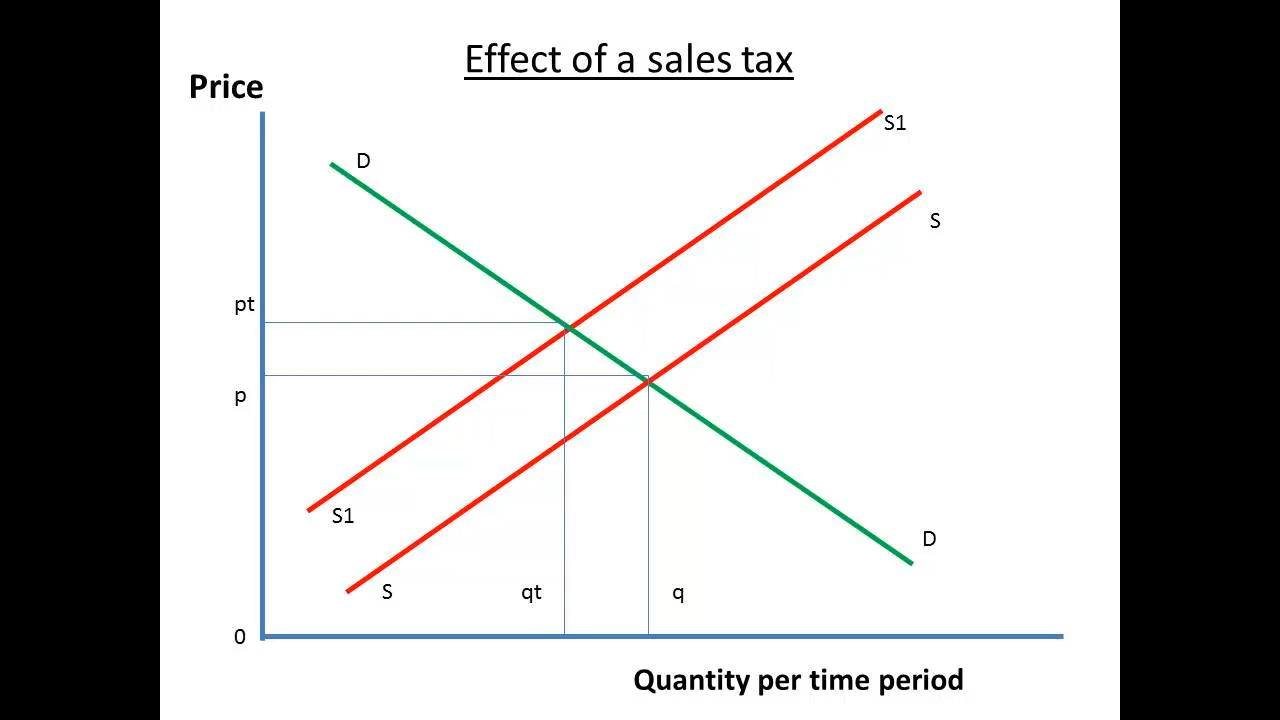 Effect of a sales tax
Price
S1
D
S
pt
p
S1
D
S
qt
q
0
Quantity per time period